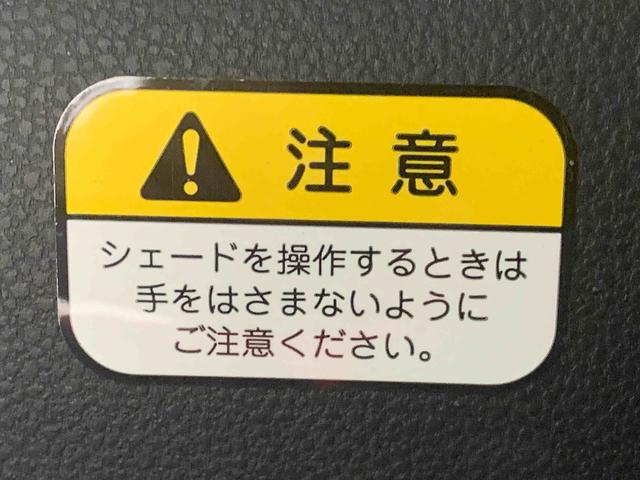 注意
シェードを操作するときは
手をはさまないように
ご注意ください。